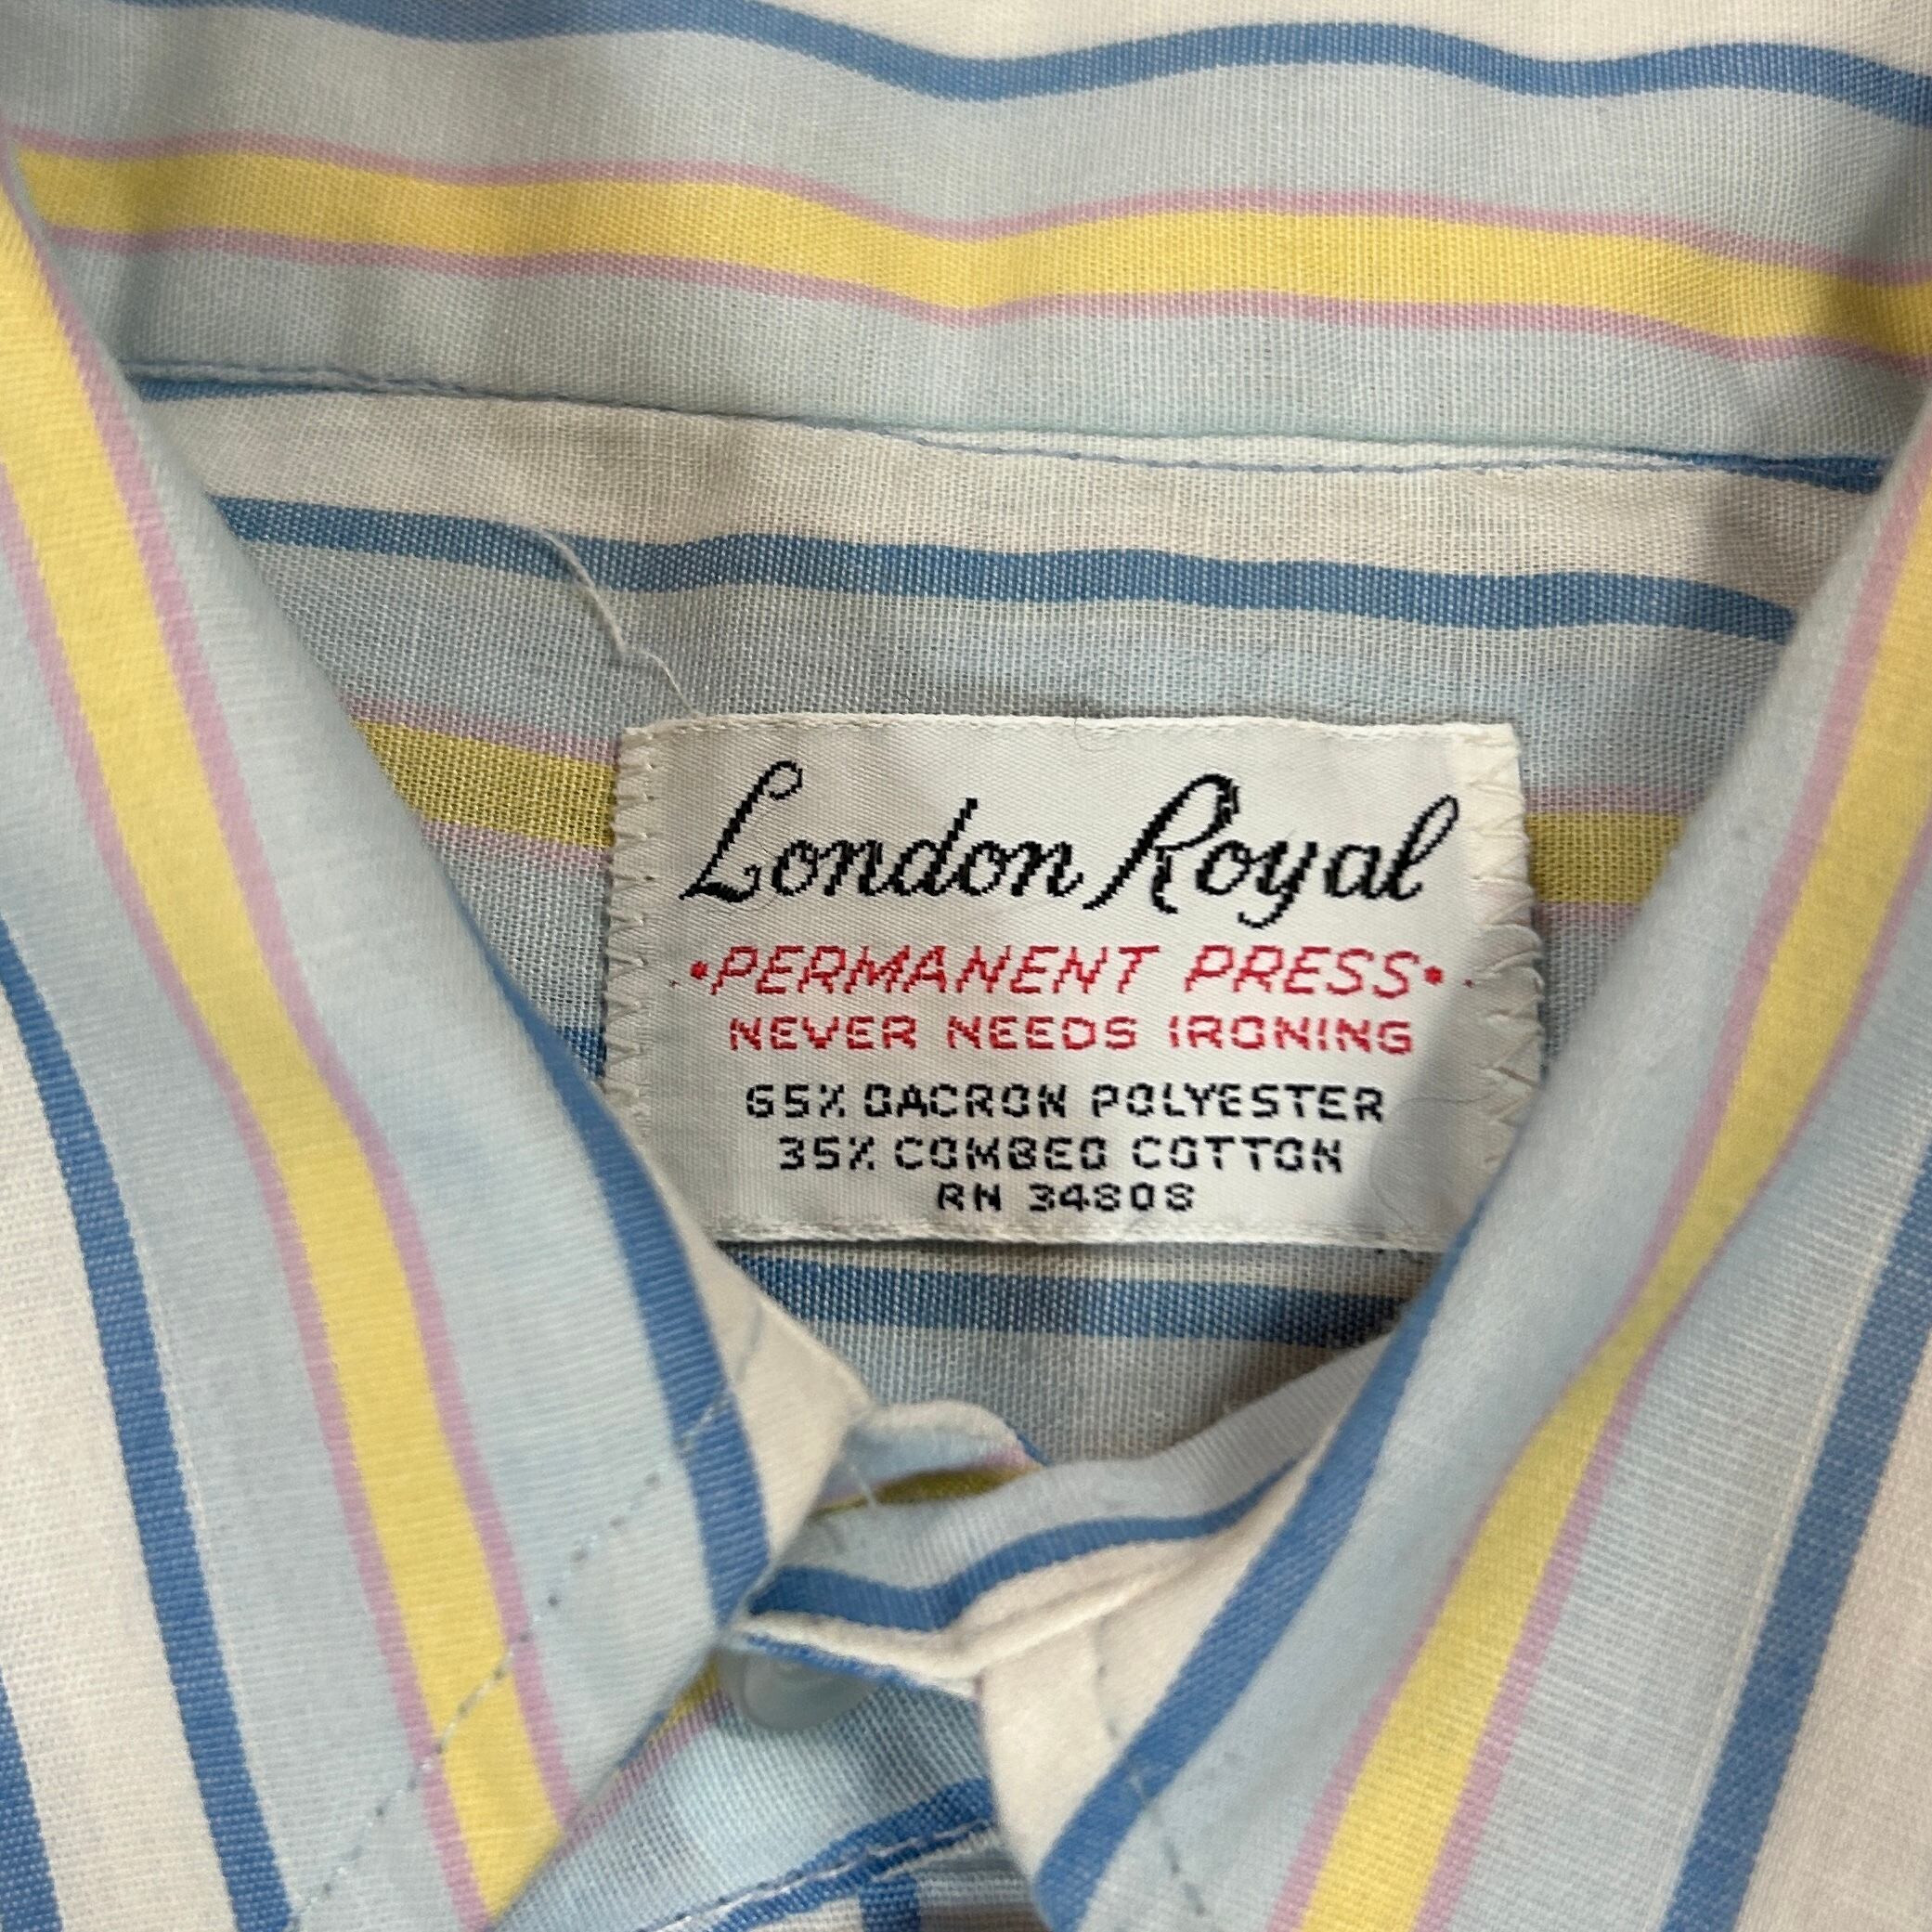 London Royal
•PERMANENT PRESS•
NEVER NEEDS IRONING
65% DACRON POLYESTER
35% COMBED COTTON
RN 34808